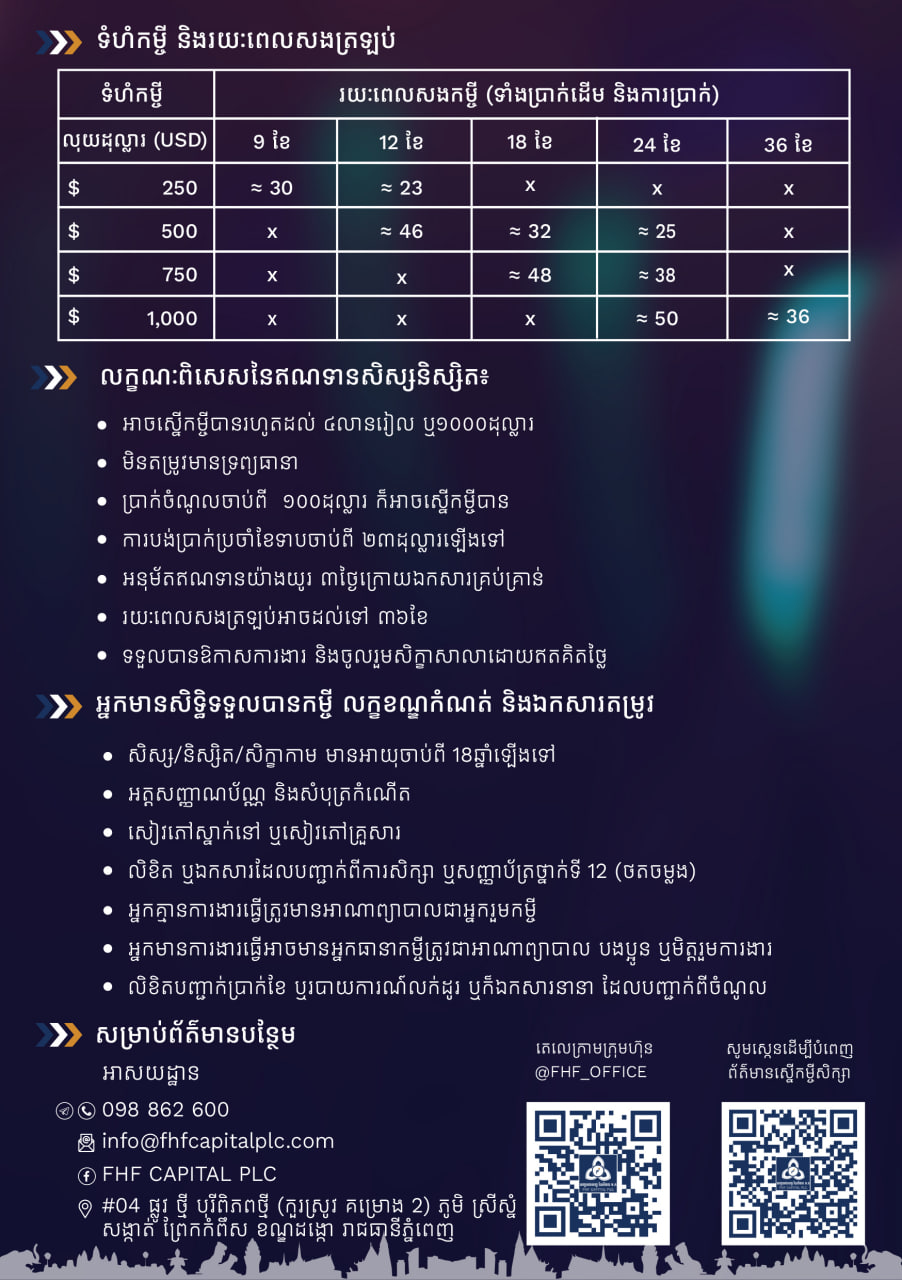 ទំហំកម្ចី និងរយៈពេលសងត្រឡប់
ទំហំកម្ចី រយៈពេលសងកម្ចី (ទាំងប្រាក់ដើម និងការប្រាក់)
លុយដុល្លារ (USD) 9 ខែ 12 ខែ 18 ខែ 24 ខែ 36 ខែ
$ 250 ≈ 30 ≈ 23 x x x
$ 500 x ≈ 46 ≈ 32 ≈ 25 x
$ 750 x x ≈ 48 ≈ 38 x
$ 1,000 x x x ≈ 50 ≈ 36
លក្ខណៈពិសេសនៃឥណទានសិស្សនិស្សិត៖
• អាចស្នើកម្ចីបានរហូតដល់ ៤លានរៀល ឬ១០០០ដុល្លារ
• មិនតម្រូវមានទ្រព្យធានា
• ប្រាក់ចំណូលចាប់ពី ១០០ដុល្លារ ក៏អាចស្នើកម្ចីបាន
• ការបង់ប្រាក់ប្រចាំខែទាបចាប់ពី ២៣ដុល្លារឡើងទៅ
• អនុម័តឥណទានយ៉ាងយូរ ៣ថ្ងៃក្រោយឯកសារគ្រប់គ្រាន់
• រយៈពេលសងត្រឡប់អាចដល់ទៅ ៣៦ខែ
• ទទួលបានឱកាសការងារ និងចូលរួមសិក្ខាសាលាដោយឥតគិតថ្លៃ
អ្នកមានសិទ្ធិទទួលបានកម្ចី លក្ខខណ្ឌកំណត់ និងឯកសារតម្រូវ
• សិស្ស/និស្សិត/សិក្ខាកាម មានអាយុចាប់ពី 18ឆ្នាំឡើងទៅ
• អត្តសញ្ញាណប័ណ្ណ និងសំបុត្រកំណើត
• សៀវភៅស្នាក់នៅ ឬសៀវភៅគ្រួសារ
• លិខិត ឬឯកសារដែលបញ្ជាក់ពីការសិក្សា ឬសញ្ញាប័ត្រថ្នាក់ទី 12 (ថតចម្លង)
• អ្នកគ្មានការងារធ្វើត្រូវមានអាណាព្យាបាលជាអ្នករួមកម្ចី
• អ្នកមានការងារធ្វើអាចមានអ្នកធានាកម្ចីត្រូវជាអាណាព្យាបាល បងប្អូន ឬមិត្តរួមការងារ
• លិខិតបញ្ជាក់ប្រាក់ខែ ឬរបាយការណ៍លក់ដូរ ឬក៏ឯកសារនានា ដែលបញ្ជាក់ពីចំណូល
សម្រាប់ព័ត៌មានបន្ថែម
អាសយដ្ឋាន
098 862 600
info@fhfcapitalplc.com
FHF CAPITAL PLC
#04 ផ្លូវ ថ្មី បុរីពិភពថ្មី (កួរស្រូវ គម្រោង 2) ភូមិ ស្រីស្នំ
សង្កាត់ ព្រែកកំពឹស ខណ្ឌដង្កោ រាជធានីភ្នំពេញ
តេលេក្រាមក្រុមហ៊ុន
@FHF_OFFICE
សូមស្កេនដើម្បីបំពេញ
ព័ត៌មានស្នើកម្ចីសិក្សា